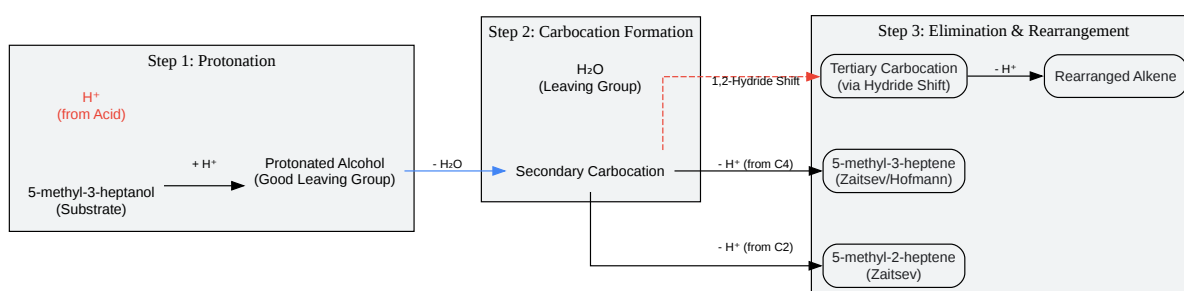 Step 1: Protonation
H⁺
(from Acid)
+ H⁺
5-methyl-3-heptanol
(Substrate)
Protonated Alcohol
(Good Leaving Group)
- H₂O
Step 2: Carbocation Formation
H₂O
(Leaving Group)
Secondary Carbocation
1,2-Hydride Shift
- H⁺ (from C4)
- H⁺ (from C2)
Step 3: Elimination & Rearrangement
Tertiary Carbocation
(via Hydride Shift)
- H⁺
Rearranged Alkene
5-methyl-3-heptene
(Zaitsev/Hofmann)
5-methyl-2-heptene
(Zaitsev)